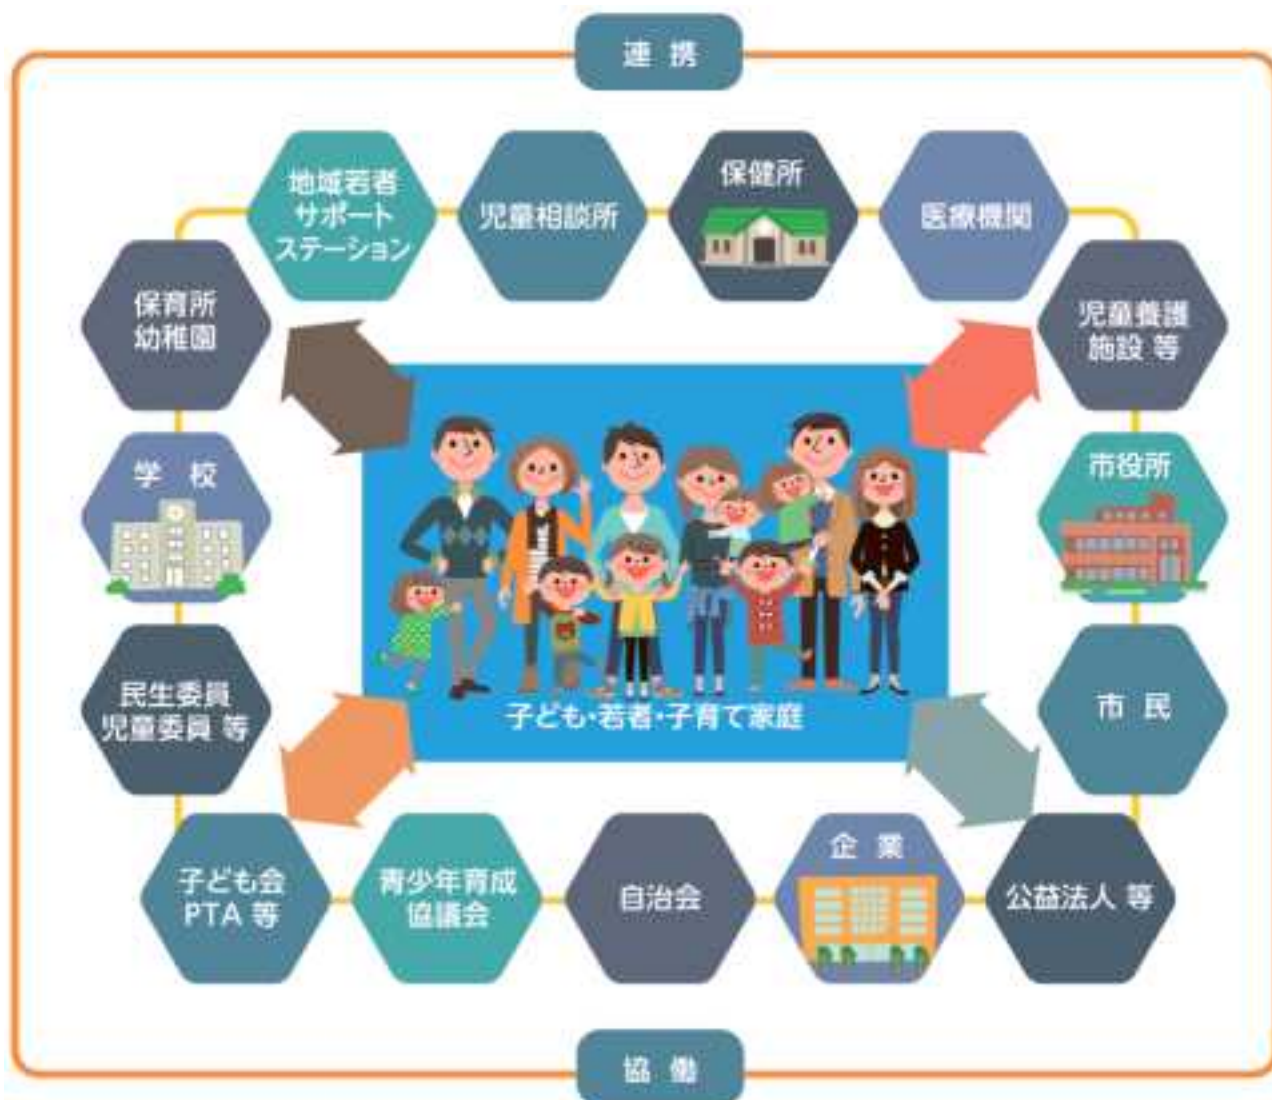 連携
地域若者
サポート
ステーション
児童相談所
保健所
医療機関
保育所
幼稚園
児童養護
施設 等
学校
市役所
民生委員
児童委員 等
市民
子ども・若者・子育て家庭
子ども会
PTA 等
青少年育成
協議会
自治会
企業
公益法人 等
協働